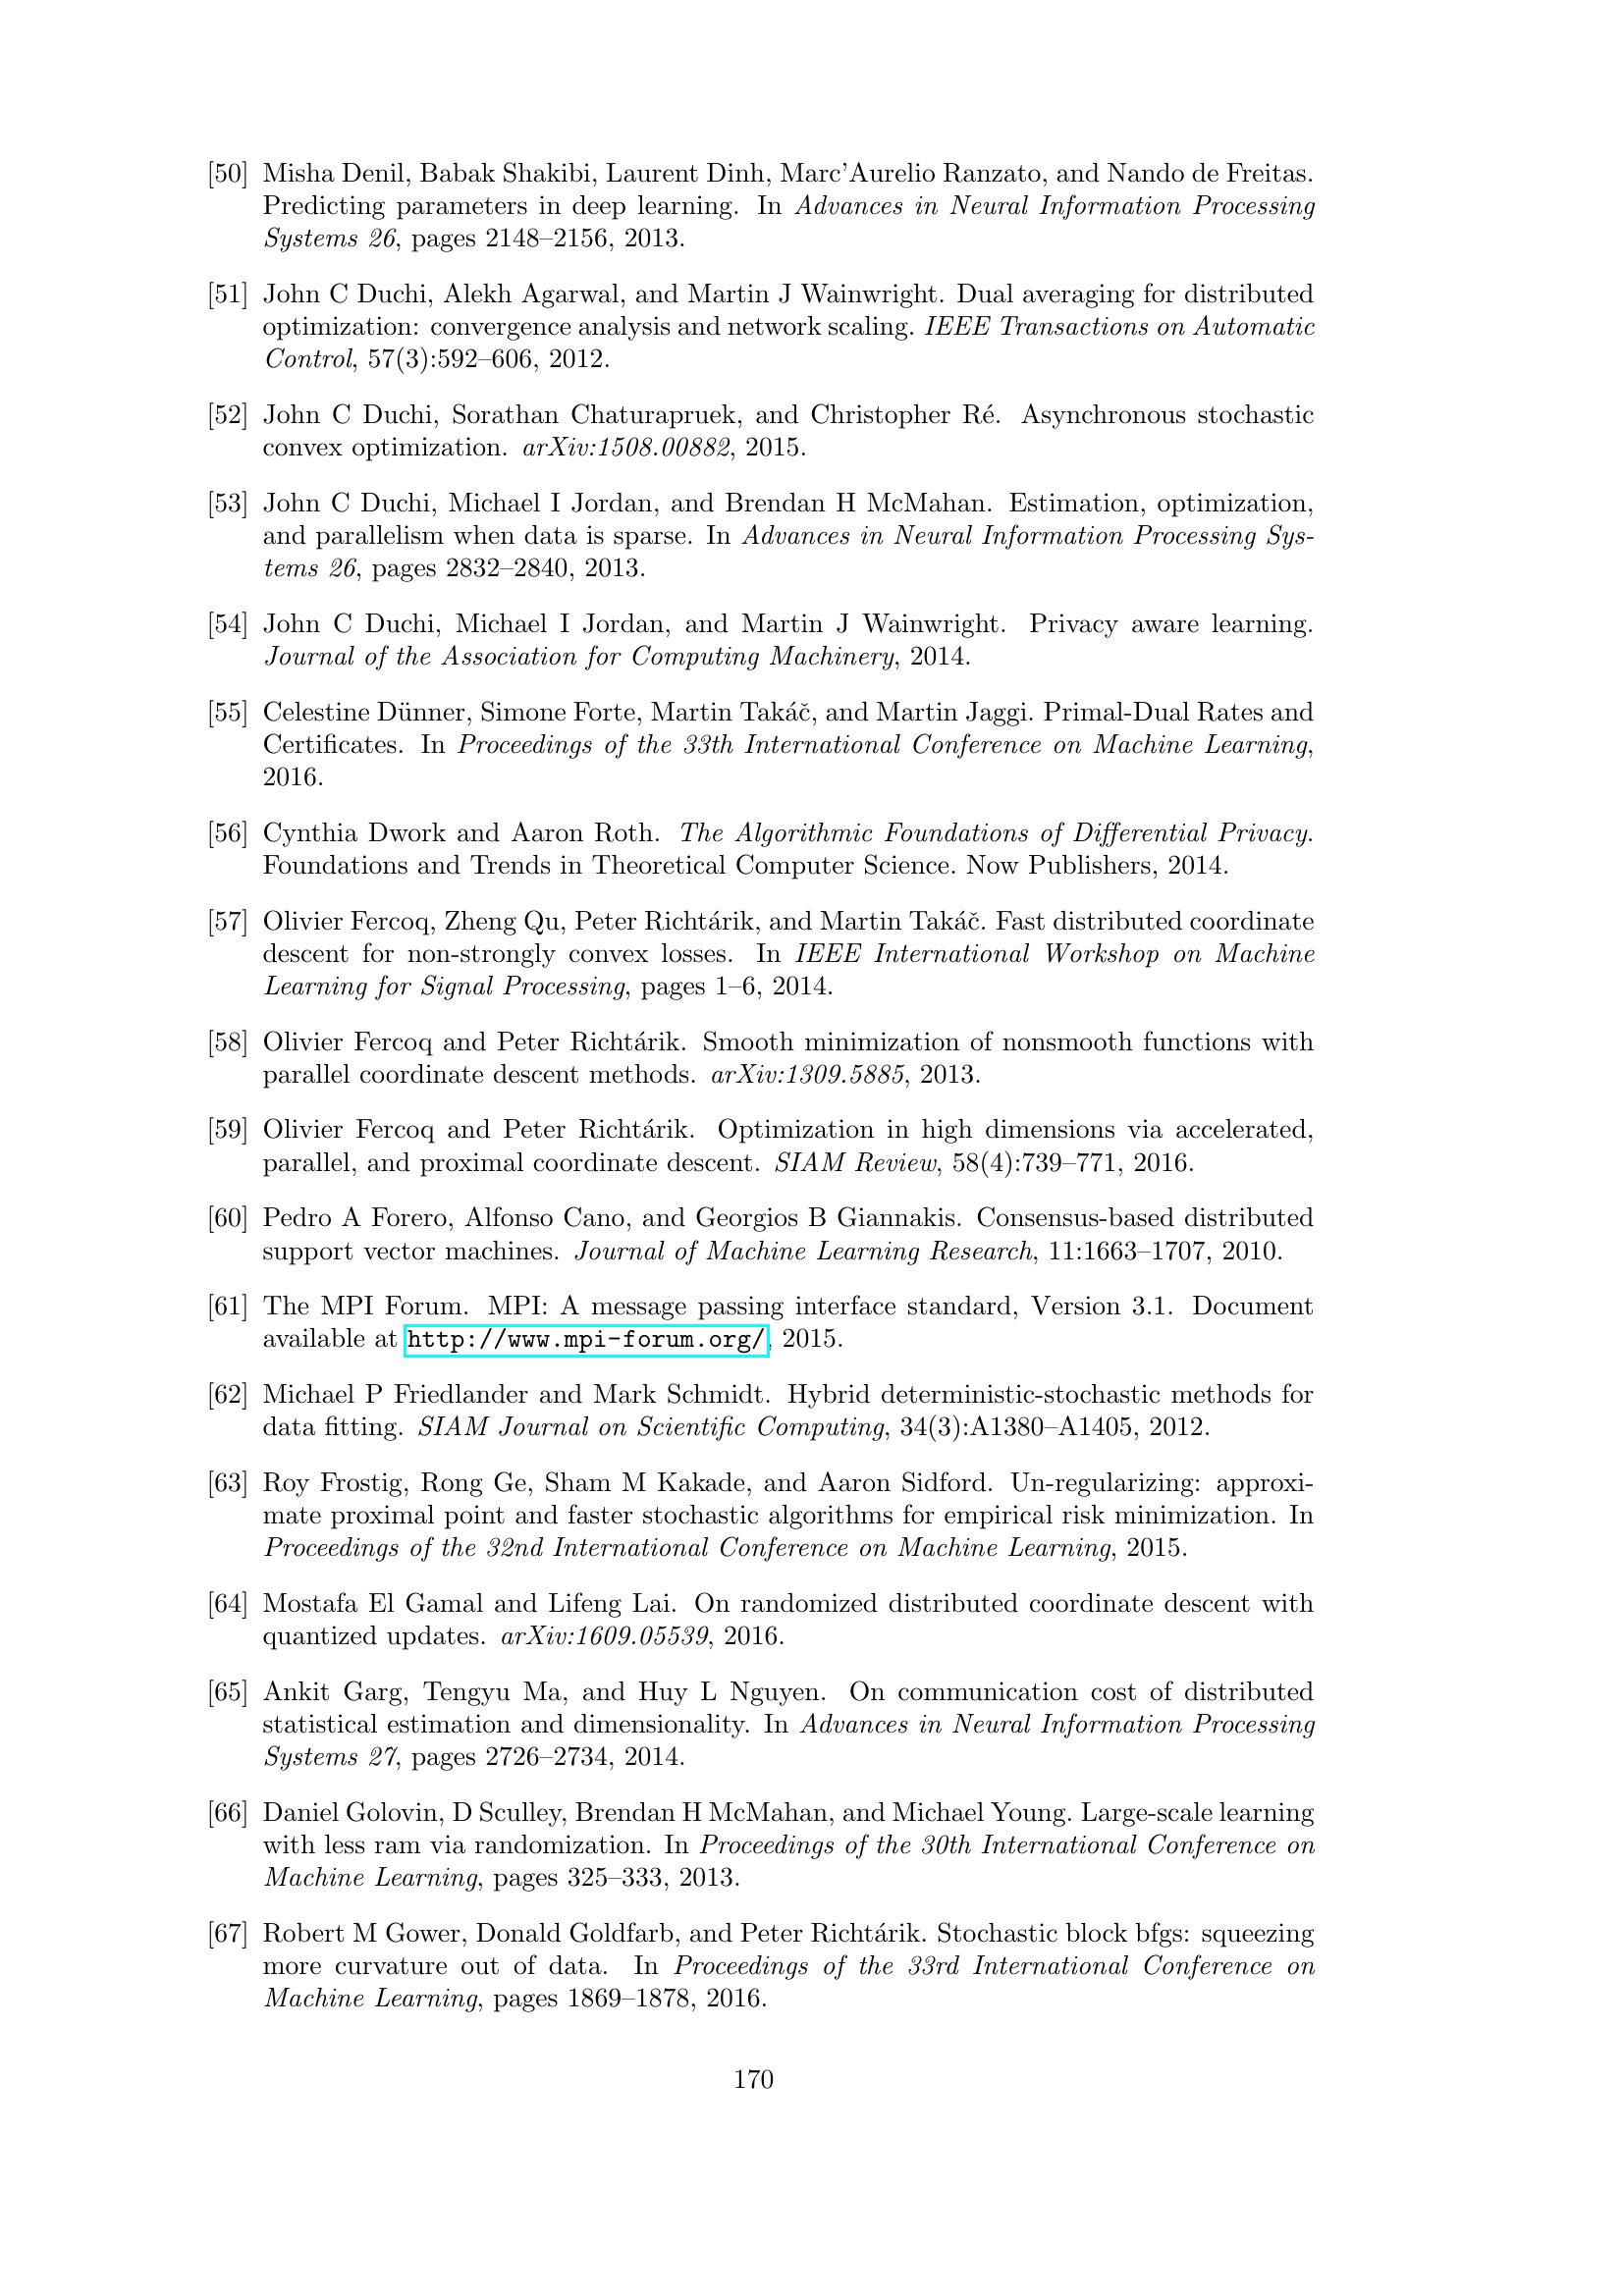 [50] Misha Denil, Babak Shakibi, Laurent Dinh, Marc'Aurelio Ranzato, and Nando de Freitas.
Predicting parameters in deep learning. In Advances in Neural Information Processing
Systems 26, pages 2148–2156, 2013.
[51] John C Duchi, Alekh Agarwal, and Martin J Wainwright. Dual averaging for distributed
optimization: convergence analysis and network scaling. IEEE Transactions on Automatic
Control, 57(3):592–606, 2012.
[52] John C Duchi, Sorathan Chaturapruek, and Christopher Ré. Asynchronous stochastic
convex optimization. arXiv:1508.00882, 2015.
[53] John C Duchi, Michael I Jordan, and Brendan H McMahan. Estimation, optimization,
and parallelism when data is sparse. In Advances in Neural Information Processing Sys-
tems 26, pages 2832–2840, 2013.
[54] John C Duchi, Michael I Jordan, and Martin J Wainwright. Privacy aware learning.
Journal of the Association for Computing Machinery, 2014.
[55] Celestine Dünner, Simone Forte, Martin Takáč, and Martin Jaggi. Primal-Dual Rates and
Certificates. In Proceedings of the 33th International Conference on Machine Learning,
2016.
[56] Cynthia Dwork and Aaron Roth. The Algorithmic Foundations of Differential Privacy.
Foundations and Trends in Theoretical Computer Science. Now Publishers, 2014.
[57] Olivier Fercoq, Zheng Qu, Peter Richtárik, and Martin Takáč. Fast distributed coordinate
descent for non-strongly convex losses. In IEEE International Workshop on Machine
Learning for Signal Processing, pages 1–6, 2014.
[58] Olivier Fercoq and Peter Richtárik. Smooth minimization of nonsmooth functions with
parallel coordinate descent methods. arXiv:1309.5885, 2013.
[59] Olivier Fercoq and Peter Richtárik. Optimization in high dimensions via accelerated,
parallel, and proximal coordinate descent. SIAM Review, 58(4):739–771, 2016.
[60] Pedro A Forero, Alfonso Cano, and Georgios B Giannakis. Consensus-based distributed
support vector machines. Journal of Machine Learning Research, 11:1663–1707, 2010.
[61] The MPI Forum. MPI: A message passing interface standard, Version 3.1. Document
available at http://www.mpi-forum.org/, 2015.
[62] Michael P Friedlander and Mark Schmidt. Hybrid deterministic-stochastic methods for
data fitting. SIAM Journal on Scientific Computing, 34(3):A1380–A1405, 2012.
[63] Roy Frostig, Rong Ge, Sham M Kakade, and Aaron Sidford. Un-regularizing: approxi-
mate proximal point and faster stochastic algorithms for empirical risk minimization. In
Proceedings of the 32nd International Conference on Machine Learning, 2015.
[64] Mostafa El Gamal and Lifeng Lai. On randomized distributed coordinate descent with
quantized updates. arXiv:1609.05539, 2016.
[65] Ankit Garg, Tengyu Ma, and Huy L Nguyen. On communication cost of distributed
statistical estimation and dimensionality. In Advances in Neural Information Processing
Systems 27, pages 2726–2734, 2014.
[66] Daniel Golovin, D Sculley, Brendan H McMahan, and Michael Young. Large-scale learning
with less ram via randomization. In Proceedings of the 30th International Conference on
Machine Learning, pages 325–333, 2013.
[67] Robert M Gower, Donald Goldfarb, and Peter Richtárik. Stochastic block bfgs: squeezing
more curvature out of data. In Proceedings of the 33rd International Conference on
Machine Learning, pages 1869–1878, 2016.
170